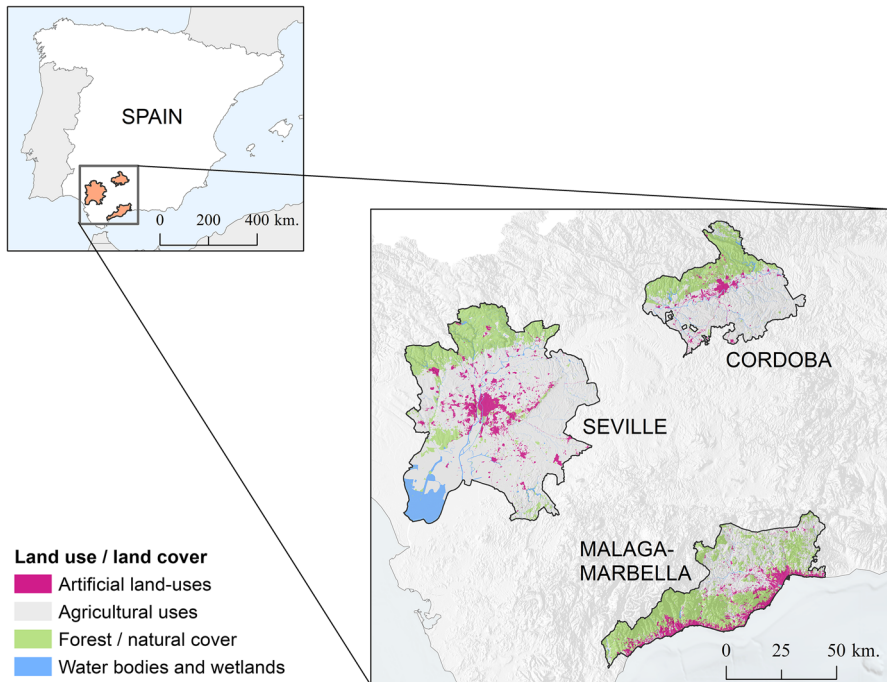 SPAIN
0 200 400 km.
CORDOBA
SEVILLE
MALAGA-
MARBELLA
Land use / land cover
Artificial land-uses
Agricultural uses
Forest / natural cover
Water bodies and wetlands
0 25 50 km.